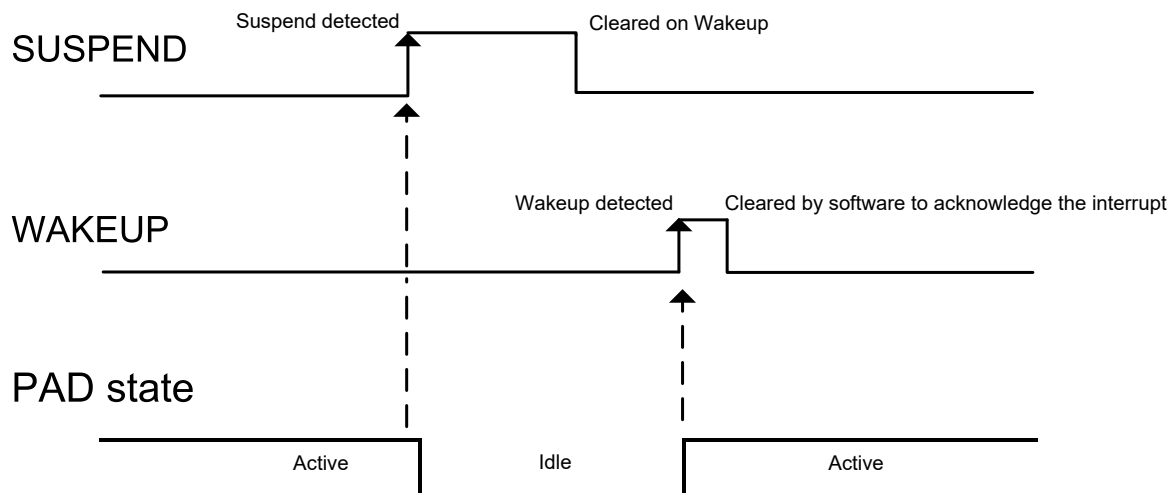 Suspend detected
Cleared on Wakeup
SUSPEND
Wakeup detected
Cleared by software to acknowledge the interrupt
WAKEUP
PAD state
Active
Idle
Active